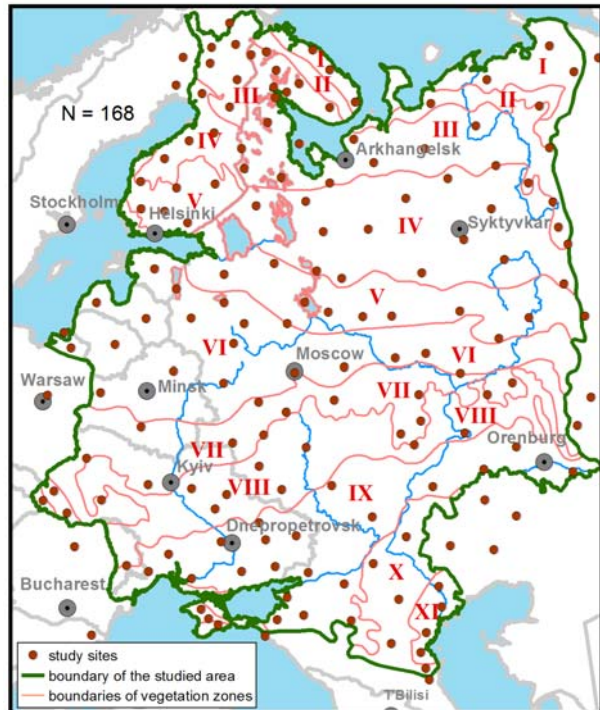 I
I
II
II
III
N = 168
III
IV
Arkhangelsk
V
Stockholm
Helsinki
IV
Syktyvkar
V
VI
VI
Moscow
Warsaw
Minsk
VII
VIII
VII
Orenburg
Kyiv
VIII
IX
Dnepropetrovsk
X
Bucharest
XI
study sites
boundary of the studied area
boundaries of vegetation zones
T'Bilisi